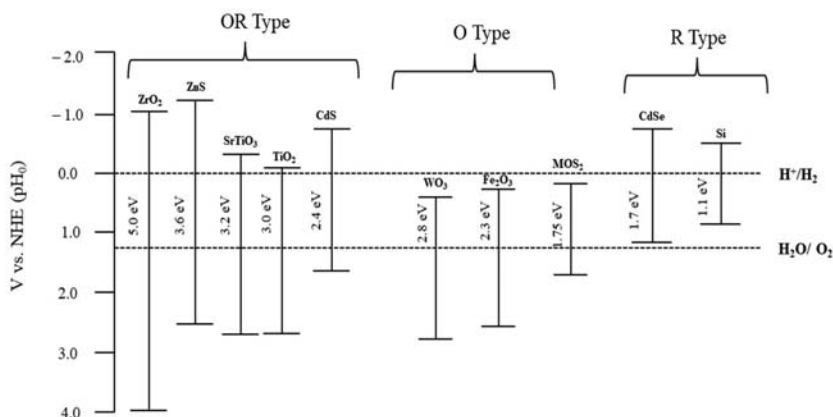 OR Type
O Type
R Type
−2.0
−1.0
0.0
1.0
2.0
3.0
4.0
V vs. NHE (pH₀)
ZrO₂
5.0 eV
ZnS
3.6 eV
SrTiO₃
3.2 eV
TiO₂
3.0 eV
CdS
2.4 eV
WO₃
2.8 eV
Fe₂O₃
2.3 eV
MOS₂
1.75 eV
CdSe
1.7 eV
Si
1.1 eV
H⁺/H₂
H₂O/ O₂